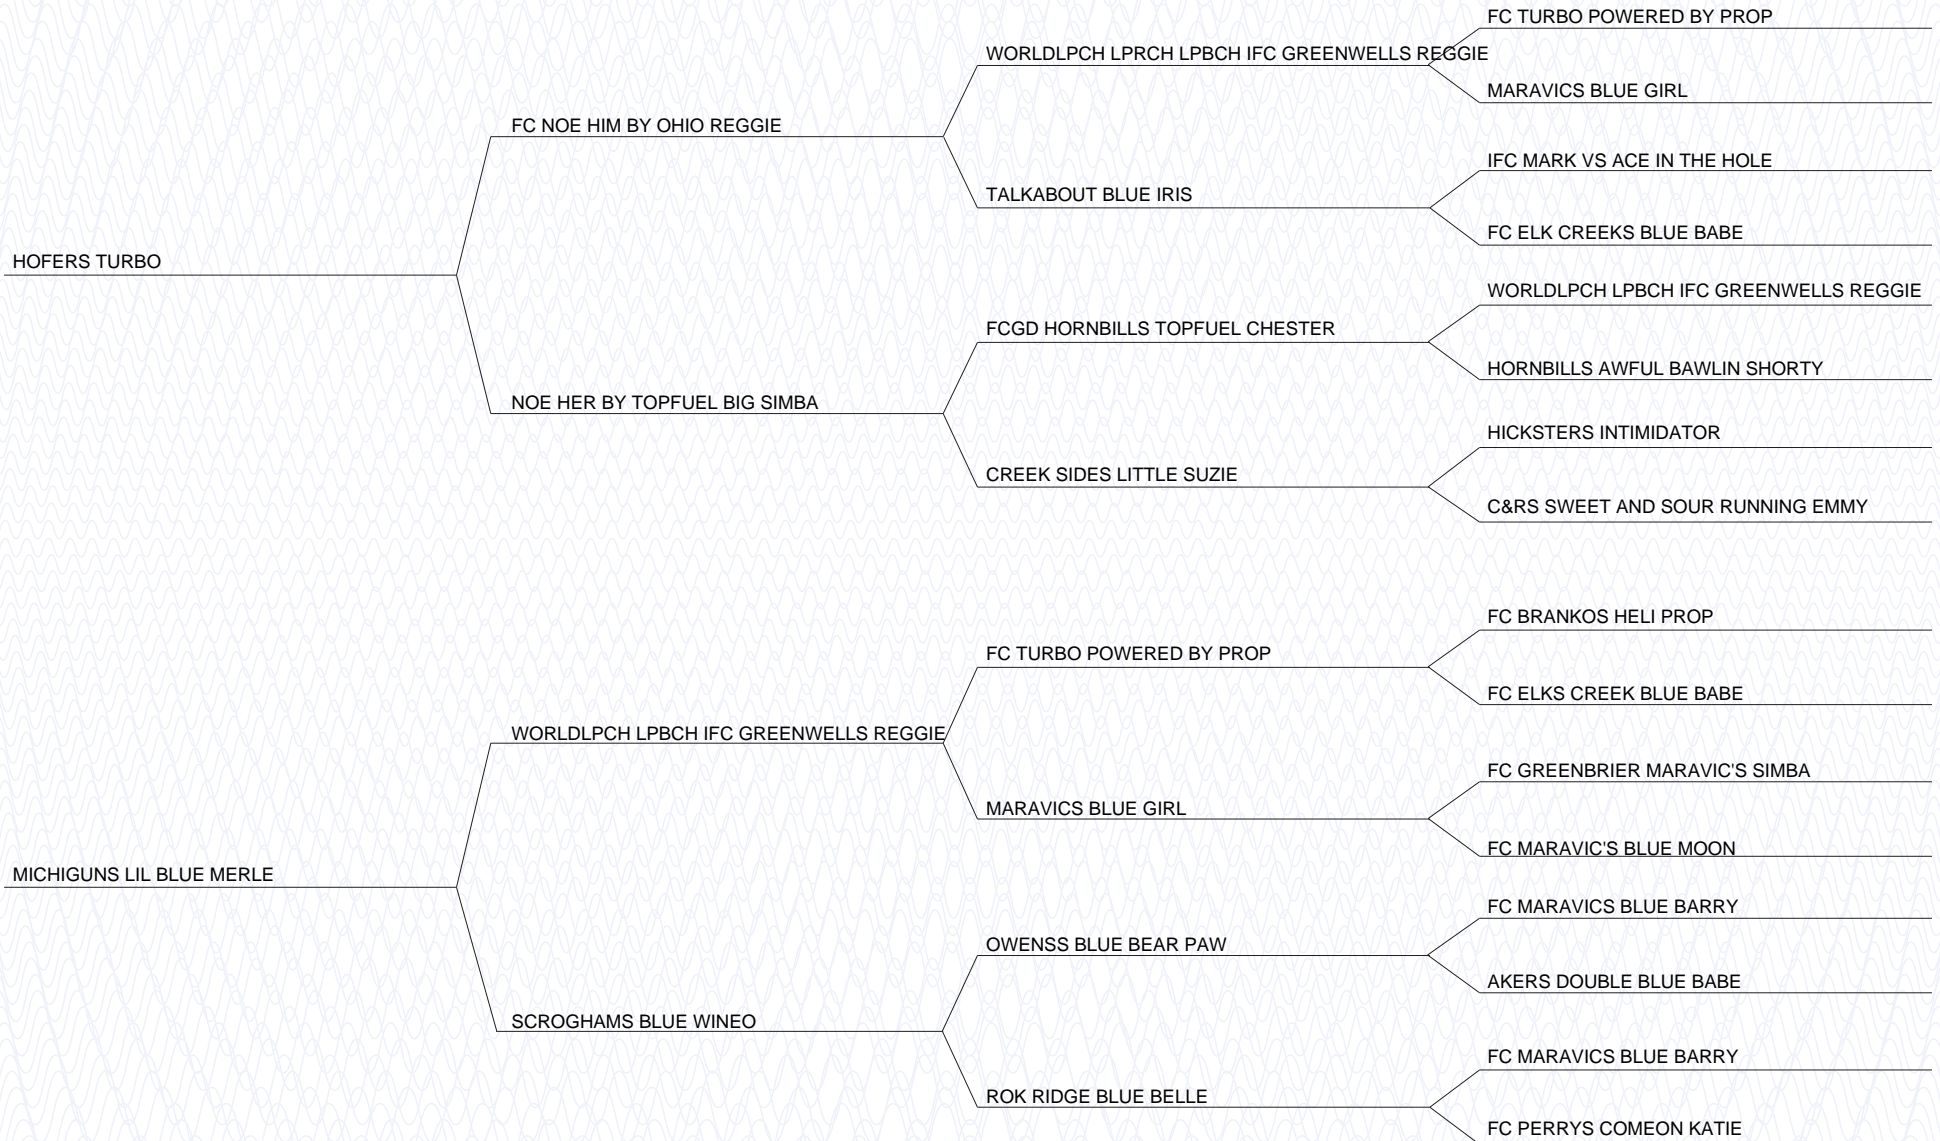 FC TURBO POWERED BY PROP
WORLDLPCH LPRCH LPBCH IFC GREENWELLS REGGIE
MARAVICS BLUE GIRL
FC NOE HIM BY OHIO REGGIE
IFC MARK VS ACE IN THE HOLE
TALKABOUT BLUE IRIS
FC ELK CREEKS BLUE BABE
HOFERS TURBO
WORLDLPCH LPBCH IFC GREENWELLS REGGIE
FCGD HORNBILLS TOPFUEL CHESTER
HORNBILLS AWFUL BAWLIN SHORTY
NOE HER BY TOPFUEL BIG SIMBA
HICKSTERS INTIMIDATOR
CREEK SIDES LITTLE SUZIE
C&RS SWEET AND SOUR RUNNING EMMY
FC BRANKOS HELI PROP
FC TURBO POWERED BY PROP
FC ELKS CREEK BLUE BABE
WORLDLPCH LPBCH IFC GREENWELLS REGGIE
FC GREENBRIER MARAVIC'S SIMBA
MARAVICS BLUE GIRL
FC MARAVIC'S BLUE MOON
MICHIGUNS LIL BLUE MERLE
FC MARAVICS BLUE BARRY
OWENSS BLUE BEAR PAW
AKERS DOUBLE BLUE BABE
SCROGHAMS BLUE WINEO
FC MARAVICS BLUE BARRY
ROK RIDGE BLUE BELLE
FC PERRYS COMEON KATIE